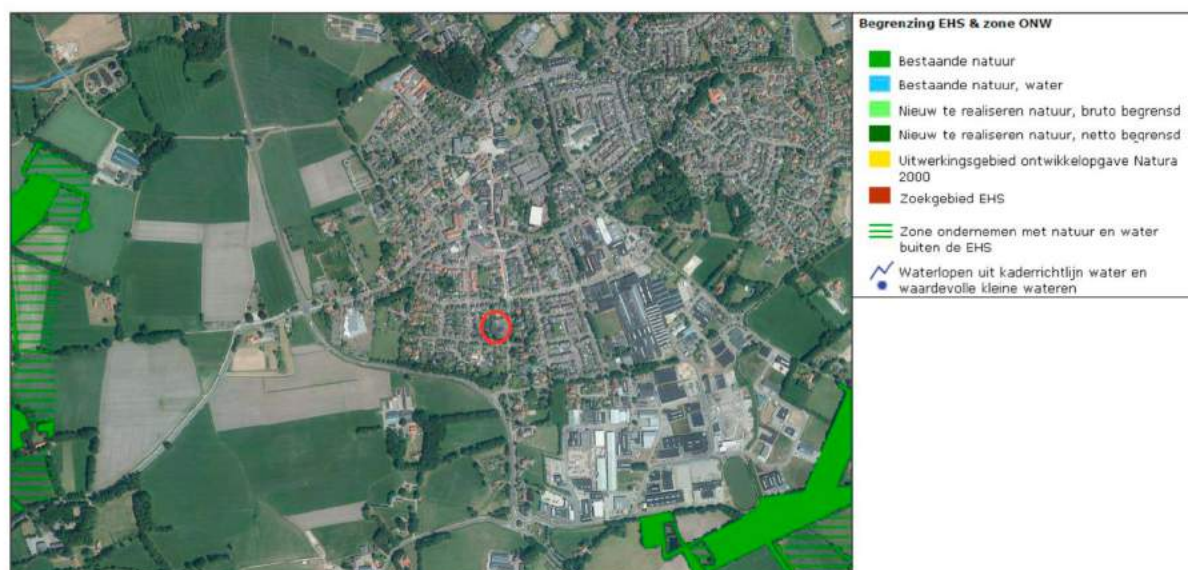 Begrenzing EHS & zone ONW
Bestaande natuur
Bestaande natuur, water
Nieuw te realiseren natuur, bruto begrensd
Nieuw te realiseren natuur, netto begrensd
Uitwerkingsgebied ontwikkelopgave Natura
2000
Zoekgebied EHS
Zone ondernemen met natuur en water
buiten de EHS
Waterlopen uit kaderrichtlijn water en
waardevolle kleine wateren